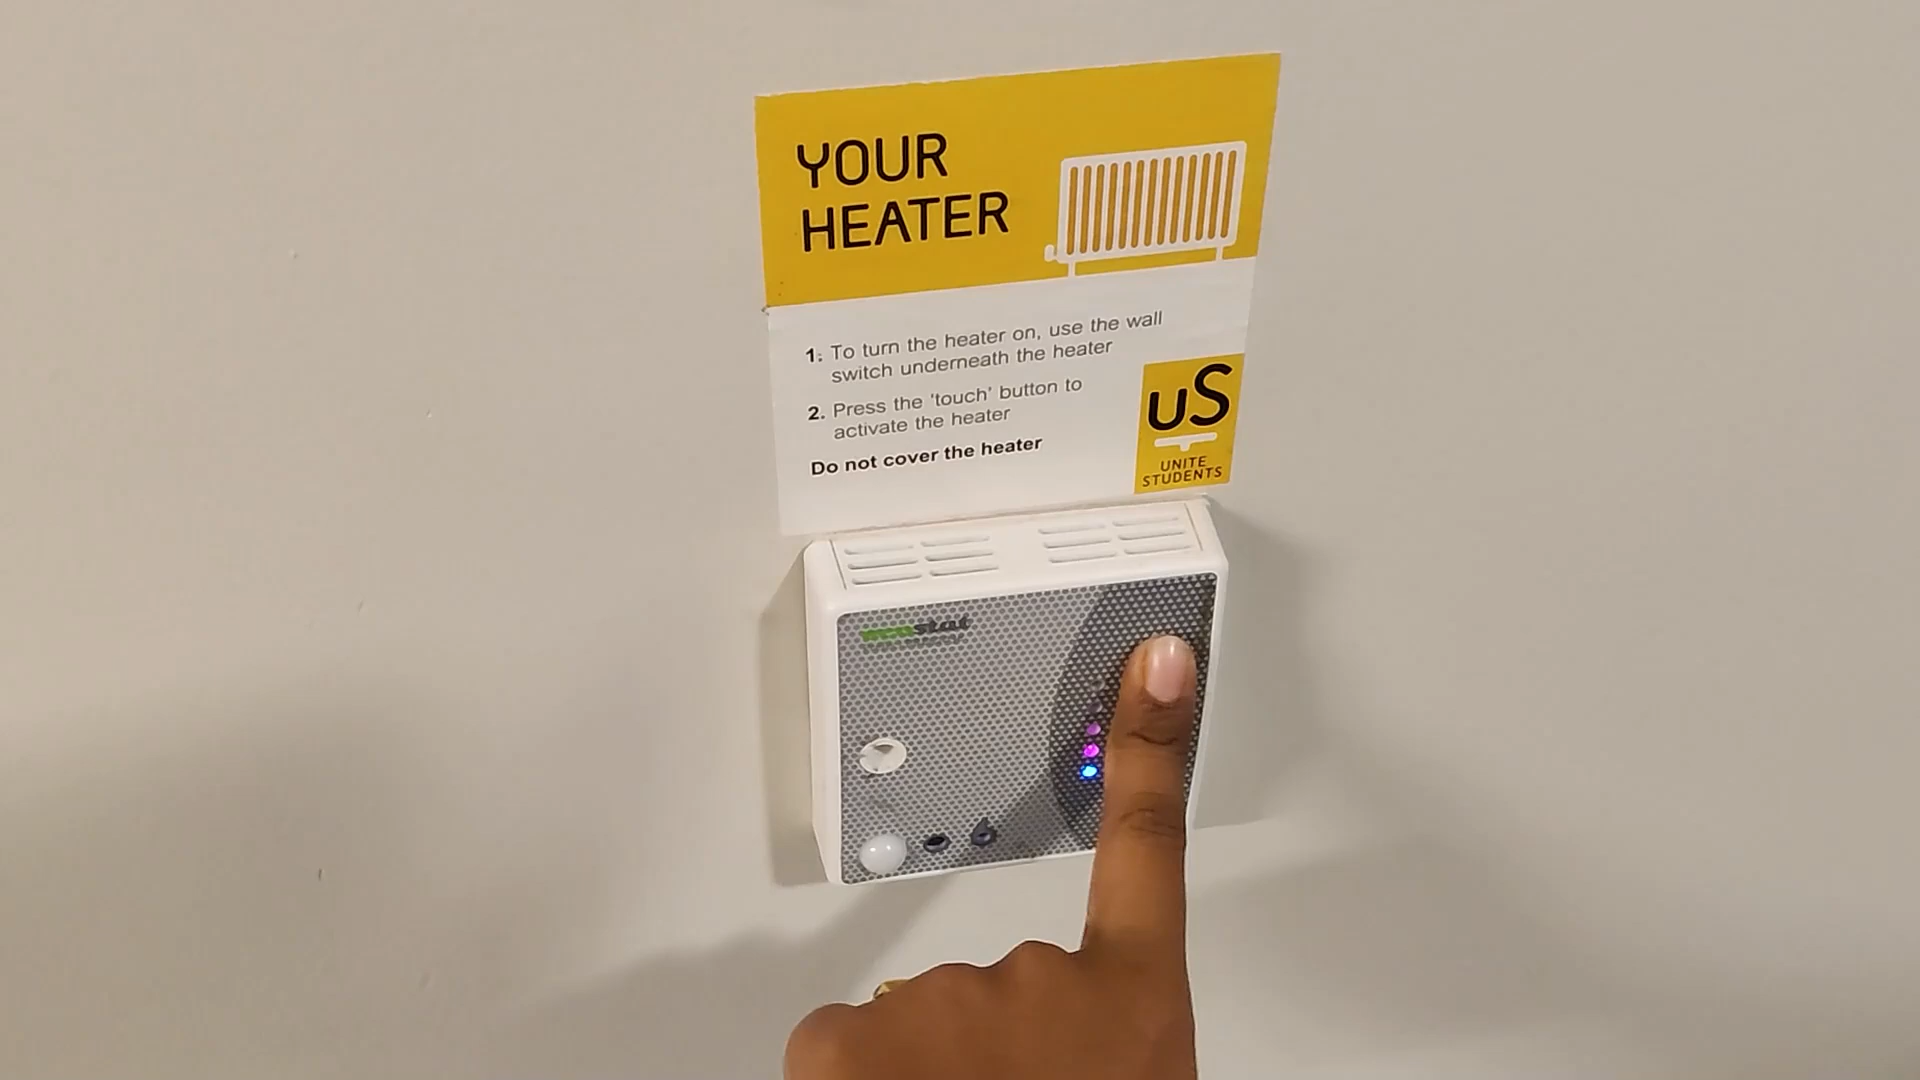 YOUR
HEATER
1. To turn the heater on, use the wall
switch underneath the heater
2. Press the 'touch' button to
activate the heater
Do not cover the heater
uS
UNITE
STUDENTS
ecostat